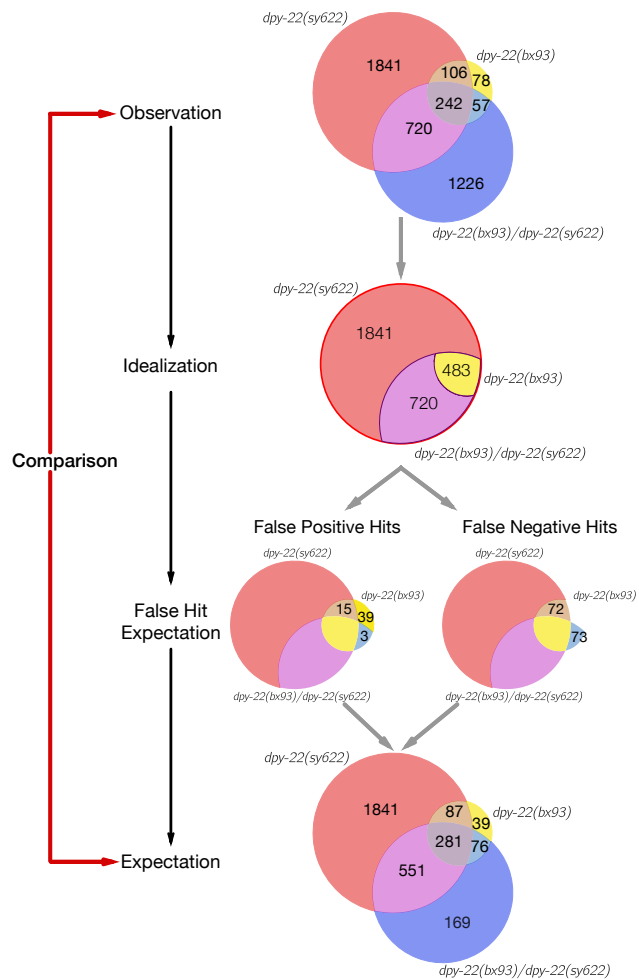 dpy-22(sy622)
1841
106
dpy-22(bx93)
78
242
57
720
1226
dpy-22(bx93)/dpy-22(sy622)
Observation
dpy-22(sy622)
1841
483
dpy-22(bx93)
720
dpy-22(bx93)/dpy-22(sy622)
Idealization
Comparison
False Positive Hits
False Negative Hits
dpy-22(sy622)
15
dpy-22(bx93)
39
3
dpy-22(bx93)/dpy-22(sy622)
dpy-22(sy622)
72
dpy-22(bx93)
73
dpy-22(bx93)/dpy-22(sy622)
False Hit
Expectation
dpy-22(sy622)
1841
87
dpy-22(bx93)
39
281
76
551
169
dpy-22(bx93)/dpy-22(sy622)
Expectation